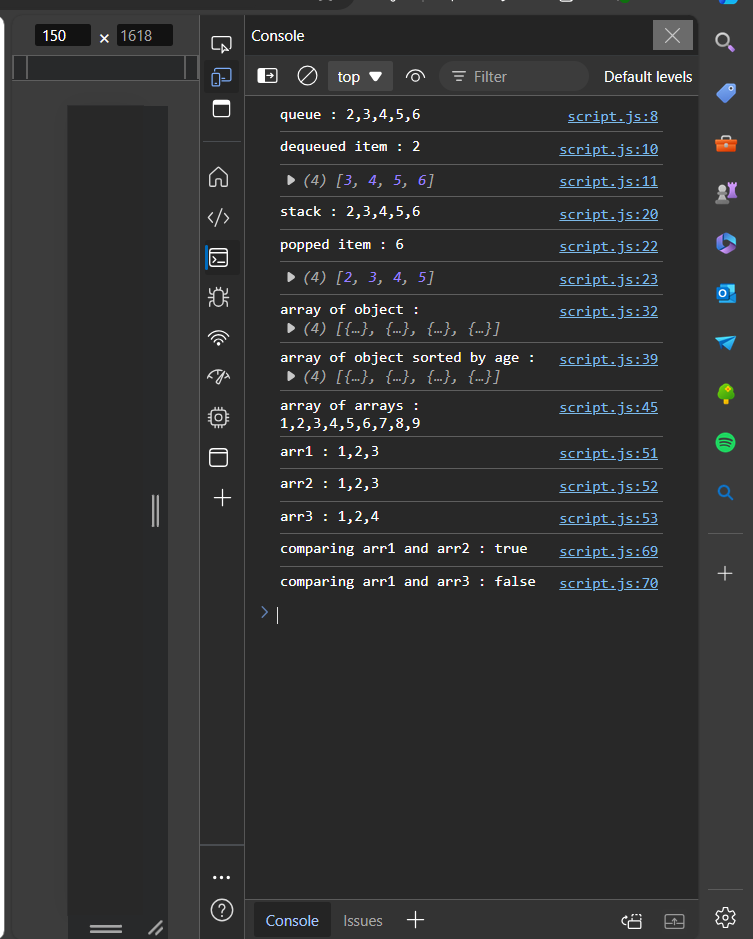 150 × 1618
Console
top Filter Default levels
queue : 2,3,4,5,6 script.js:8
dequeued item : 2 script.js:10
(4) [3, 4, 5, 6] script.js:11
stack : 2,3,4,5,6 script.js:20
popped item : 6 script.js:22
(4) [2, 3, 4, 5] script.js:23
array of object : script.js:32
(4) [{…}, {…}, {…}, {…}]
array of object sorted by age : script.js:39
(4) [{…}, {…}, {…}, {…}]
array of arrays : script.js:45
1,2,3,4,5,6,7,8,9
arr1 : 1,2,3 script.js:51
arr2 : 1,2,3 script.js:52
arr3 : 1,2,4 script.js:53
comparing arr1 and arr2 : true script.js:69
comparing arr1 and arr3 : false script.js:70
Console Issues